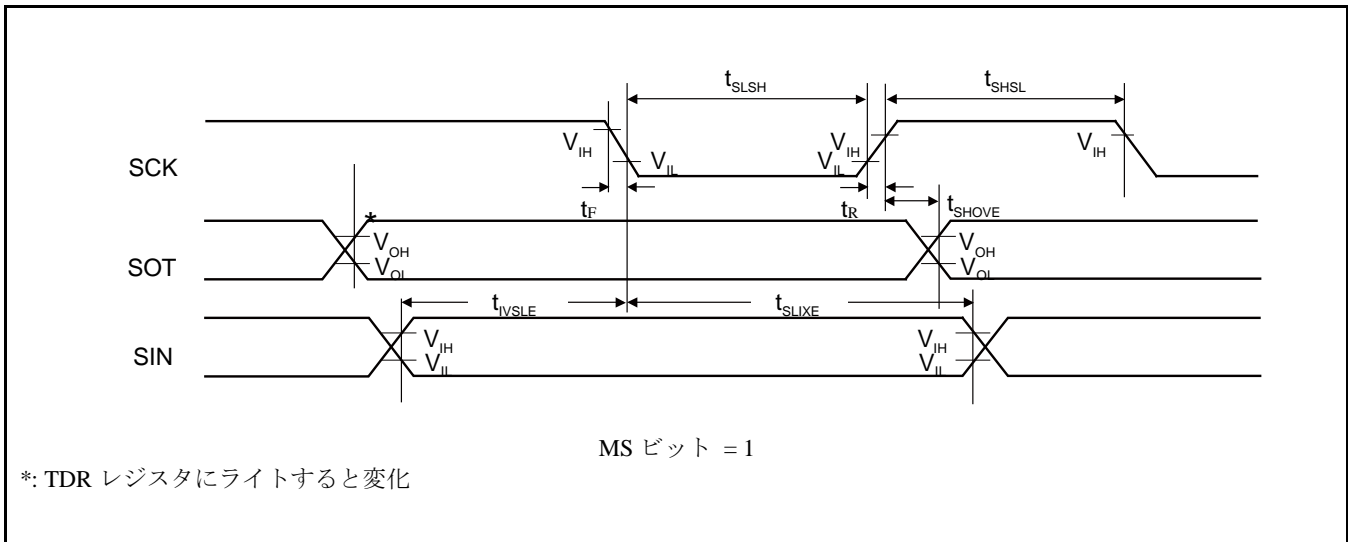 tSLSH tSHSL
SCK VIH VIL VIH VIL VIH
tF tR tSHOVE
SOT * VOH VOL VOH VOL
tIVSLE tSLIXE
SIN VIH VIL VIH VIL
MS ビット = 1
*: TDR レジスタにライトすると変化